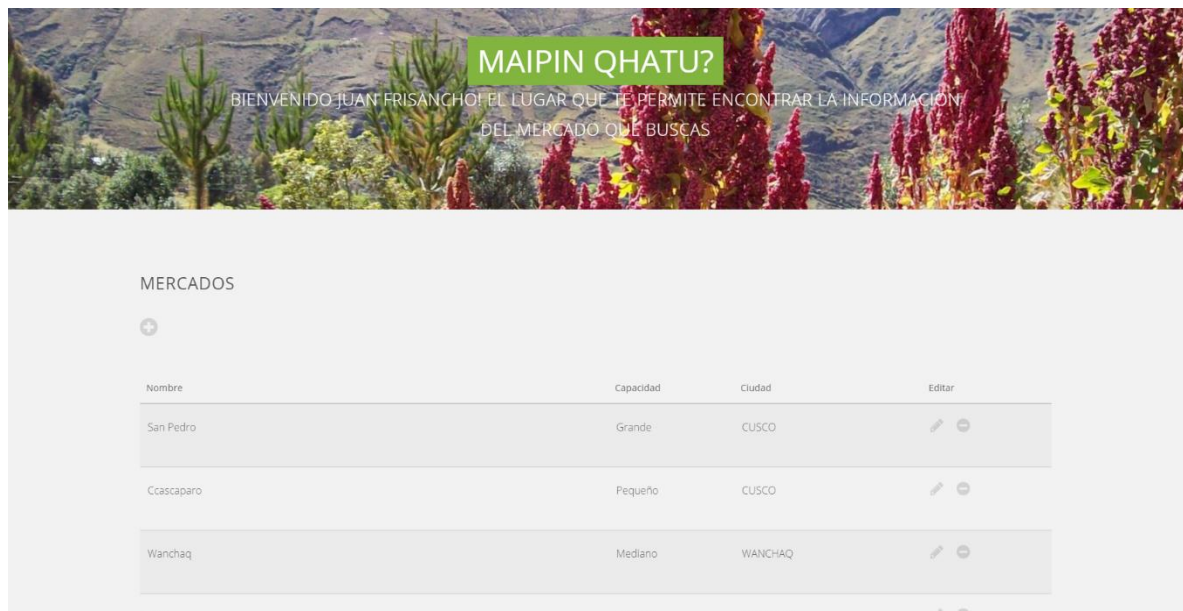 MAIPIN QHATU?
BIENVENIDO JUAN FRISANCHO! EL LUGAR QUE TE PERMITE ENCONTRAR LA INFORMACIÓN
DEL MERCADO QUE BUSCAS
MERCADOS
Nombre Capacidad Ciudad Editar
San Pedro Grande CUSCO
Ccascaparo Pequeño CUSCO
Wanchaq Mediano WANCHAQ